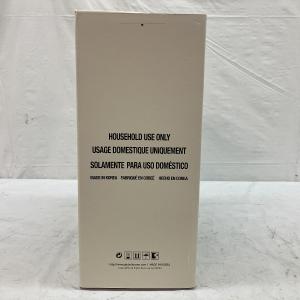 HOUSEHOLD USE ONLY
USAGE DOMESTIQUE UNIQUEMENT
SOLAMENTE PARA USO DOMÉSTICO
MADE IN KOREA FABRIQUÉ EN CORÉE HECHO EN COREA